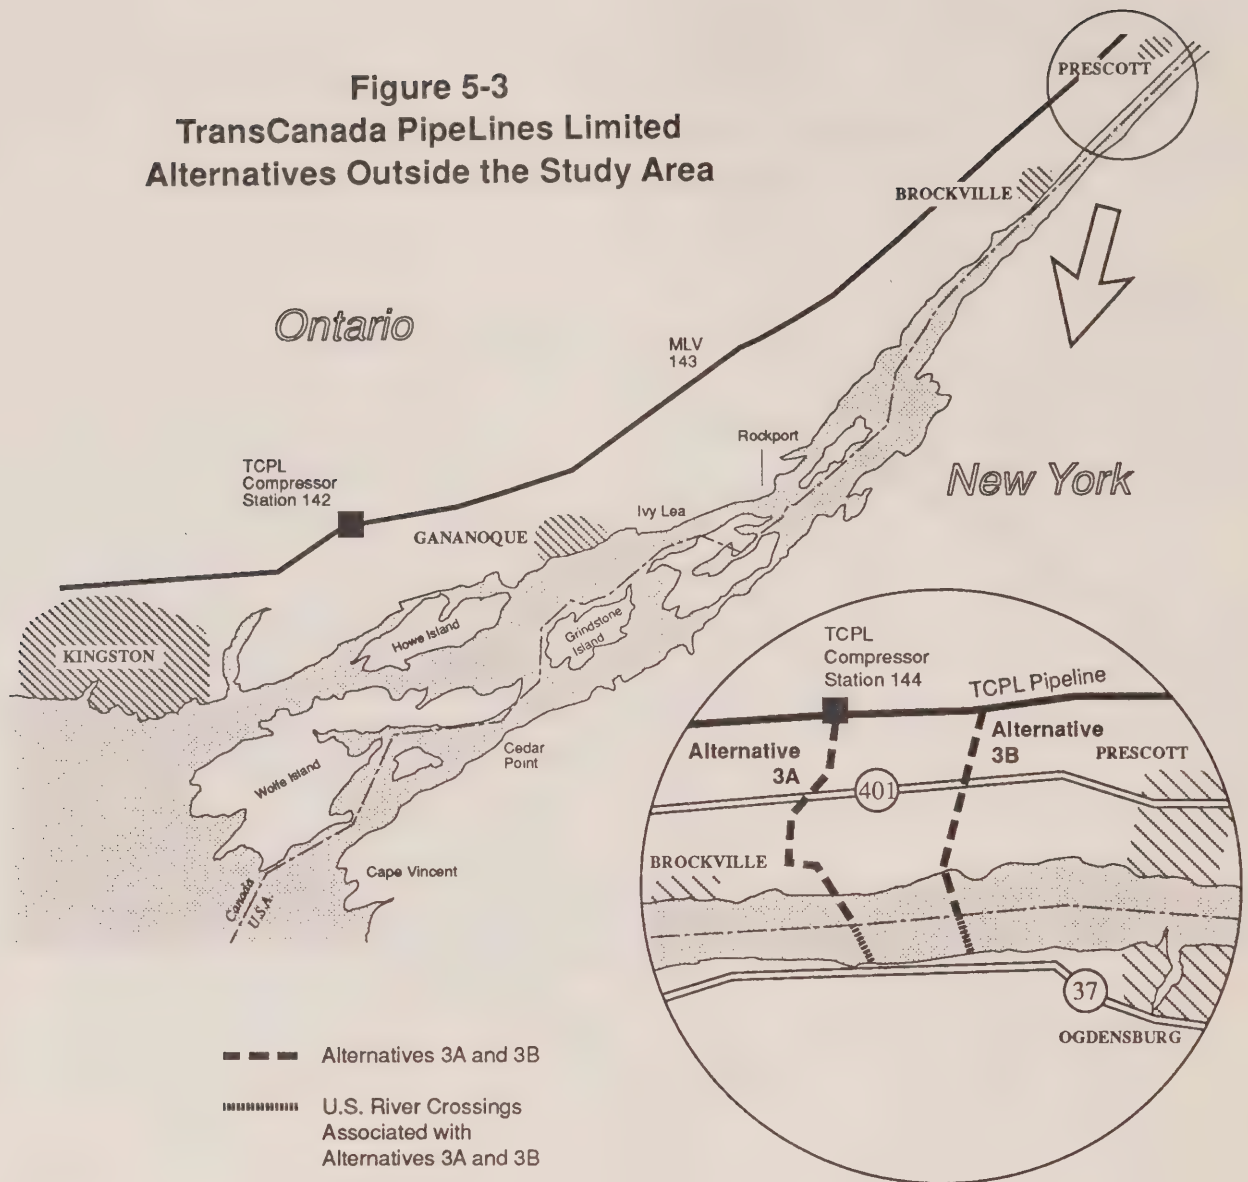 Figure 5-3
TransCanada PipeLines Limited
Alternatives Outside the Study Area
PRESCOTT
BROCKVILLE
Ontario
MLV
143
Rockport
New York
TCPL
Compressor
Station 142
Ivy Lea
GANANOQUE
KINGSTON
Howe Island
Grindstone
Island
Wolfe Island
Cedar
Point
Cape Vincent
Canada
U.S.A.
TCPL
Compressor
Station 144
TCPL Pipeline
Alternative
3A
Alternative
3B
PRESCOTT
401
BROCKVILLE
37
OGDENSBURG
Alternatives 3A and 3B
U.S. River Crossings
Associated with
Alternatives 3A and 3B